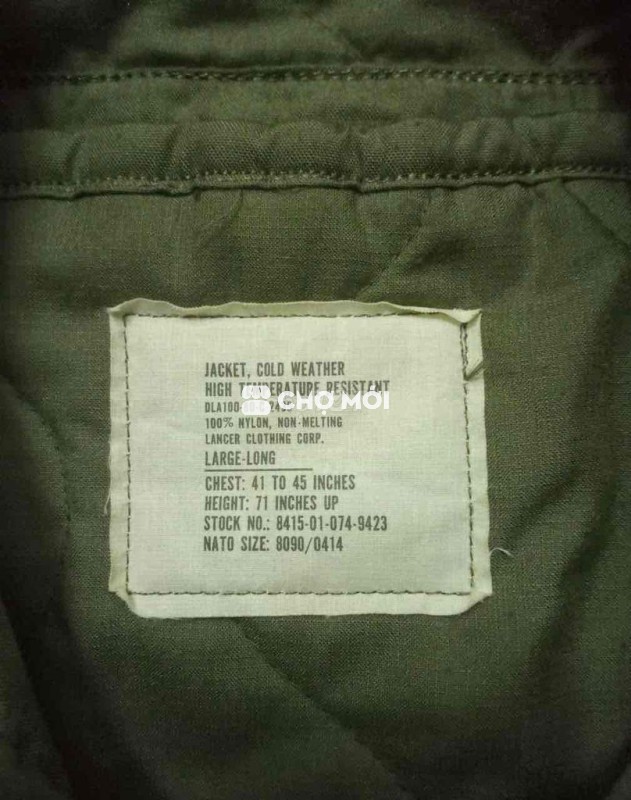 JACKET, COLD WEATHER
HIGH TEMPERATURE RESISTANT
CHỢ MỚI
100% NYLON, NON-MELTING
LANCER CLOTHING CORP.
LARGE-LONG
CHEST: 41 TO 45 INCHES
HEIGHT: 71 INCHES UP
STOCK NO.: 8415-01-074-9423
NATO SIZE: 8090/0414